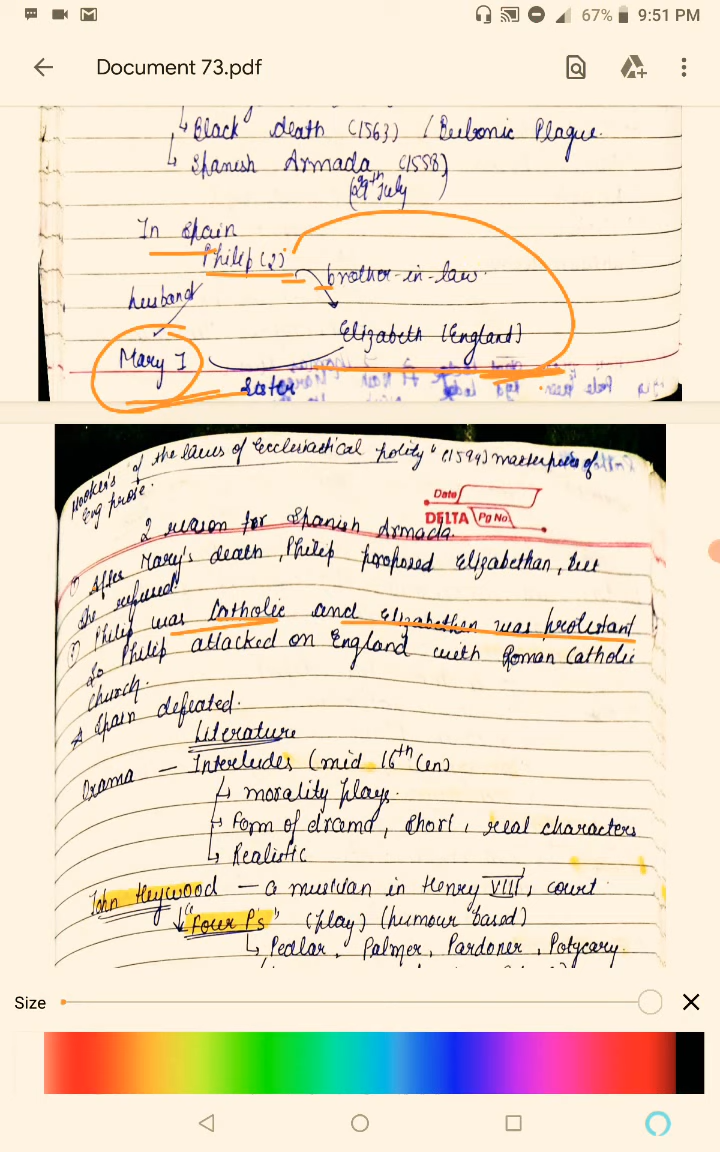 67% 9:51 PM
Document 73.pdf
Black death (1563) / Bubonic Plague.
Spanish Armada (1558)
(29th July)
In Spain
Philip (2)
brother-in-law
husband
Elizabeth (England)
Mary I
Sister
Hooker's "of the laws of Ecclesiastical polity" (1594) masterpiece of
Eng prose.
Date
DELTA Pg No.
2 reason for Spanish Armada.
① After Mary's death, Philip proposed Elizabethan, but
she refused
② Philip was Catholic and Elizabethan was protestant
So Philip attacked on England with Roman Catholic
church.
Spain defeated.
Literature
Drama — Interludes (mid 16th Cen)
morality plays.
Form of drama, short, real characters
Realistic
John Heywood — a musician in Henry VIII, court
"Four P's" (play) (humour based)
Pedlar, Palmer, Pardoner, Potycary
Size